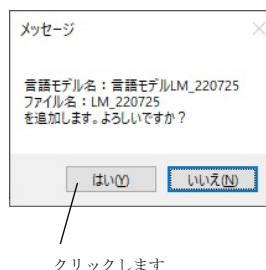 メッセージ
言語モデル名:言語モデルLM_220725
ファイル名:LM_220725
を追加します。よろしいですか?
はい(Y)
いいえ(N)
クリックします